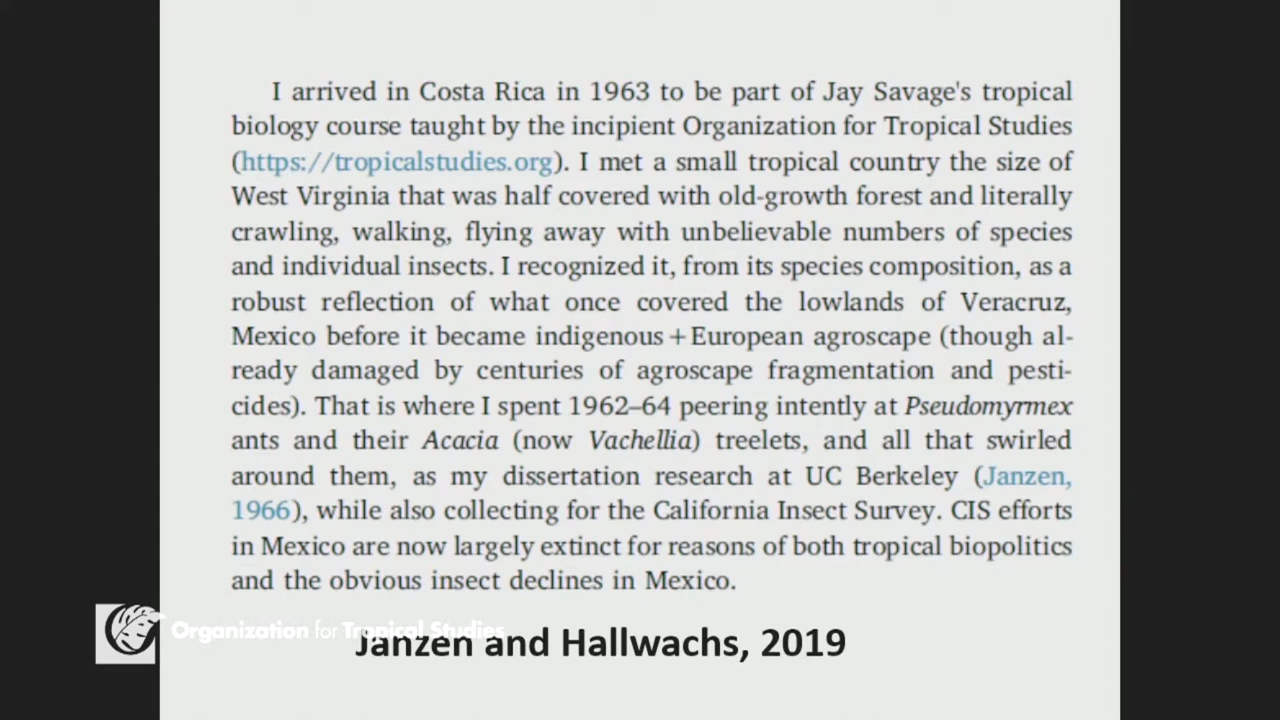 I arrived in Costa Rica in 1963 to be part of Jay Savage's tropical
biology course taught by the incipient Organization for Tropical Studies
(https://tropicalstudies.org). I met a small tropical country the size of
West Virginia that was half covered with old-growth forest and literally
crawling, walking, flying away with unbelievable numbers of species
and individual insects. I recognized it, from its species composition, as a
robust reflection of what once covered the lowlands of Veracruz,
Mexico before it became indigenous+European agroscape (though al-
ready damaged by centuries of agroscape fragmentation and pesti-
cides). That is where I spent 1962–64 peering intently at Pseudomyrmex
ants and their Acacia (now Vachellia) treelets, and all that swirled
around them, as my dissertation research at UC Berkeley (Janzen,
1966), while also collecting for the California Insect Survey. CIS efforts
in Mexico are now largely extinct for reasons of both tropical biopolitics
and the obvious insect declines in Mexico.
Organization for Tropical Studies
Janzen and Hallwachs, 2019